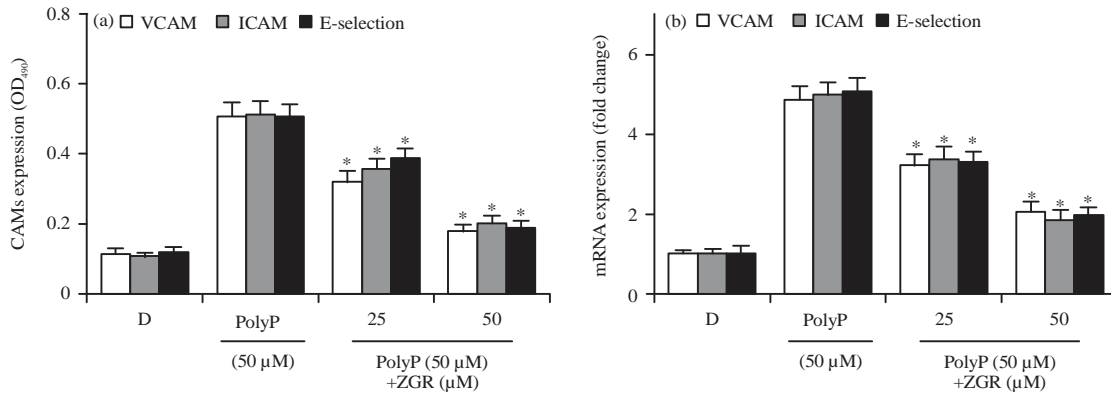 (a) VCAM ICAM E-selection
CAMs expression (OD490)
0.8
0.6
0.4
0.2
0
* * *
* * *
D PolyP 25 50
(50 µM) PolyP (50 µM)
+ZGR (µM)
(b) VCAM ICAM E-selection
mRNA expression (fold change)
6
4
2
0
* * *
* * *
D PolyP 25 50
(50 µM) PolyP (50 µM)
+ZGR (µM)